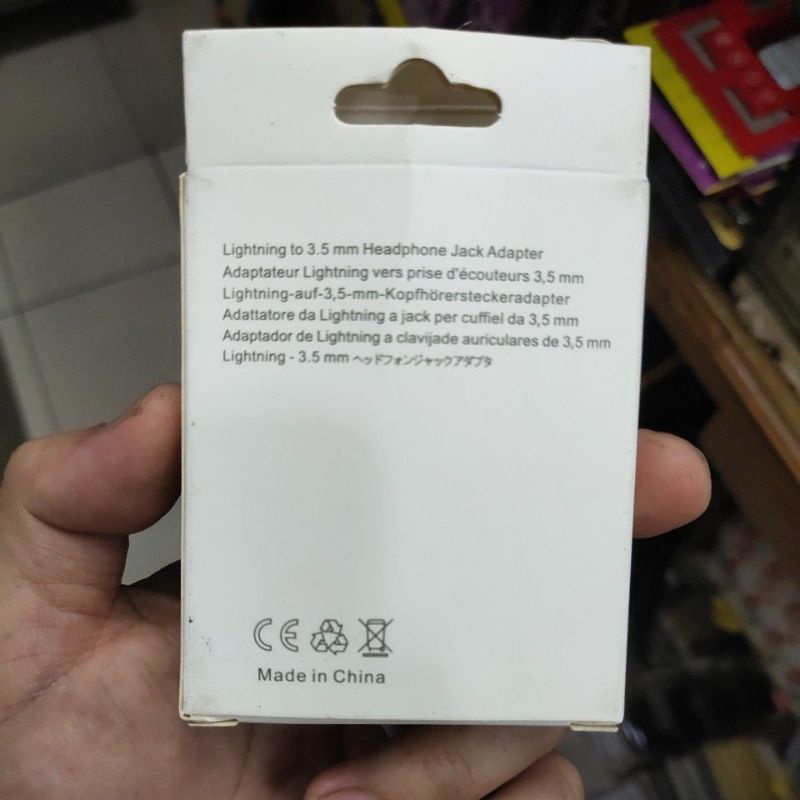 Lightning to 3.5 mm Headphone Jack Adapter
Adaptateur Lightning vers prise d'écouteurs 3,5 mm
Lightning-auf-3,5-mm-Kopfhörersteckeradapter
Adattatore da Lightning a jack per cuffiel da 3,5 mm
Adaptador de Lightning a clavijade auriculares de 3,5 mm
Lightning - 3.5 mm ヘッドフォンジャックアダプタ
CE
Made in China